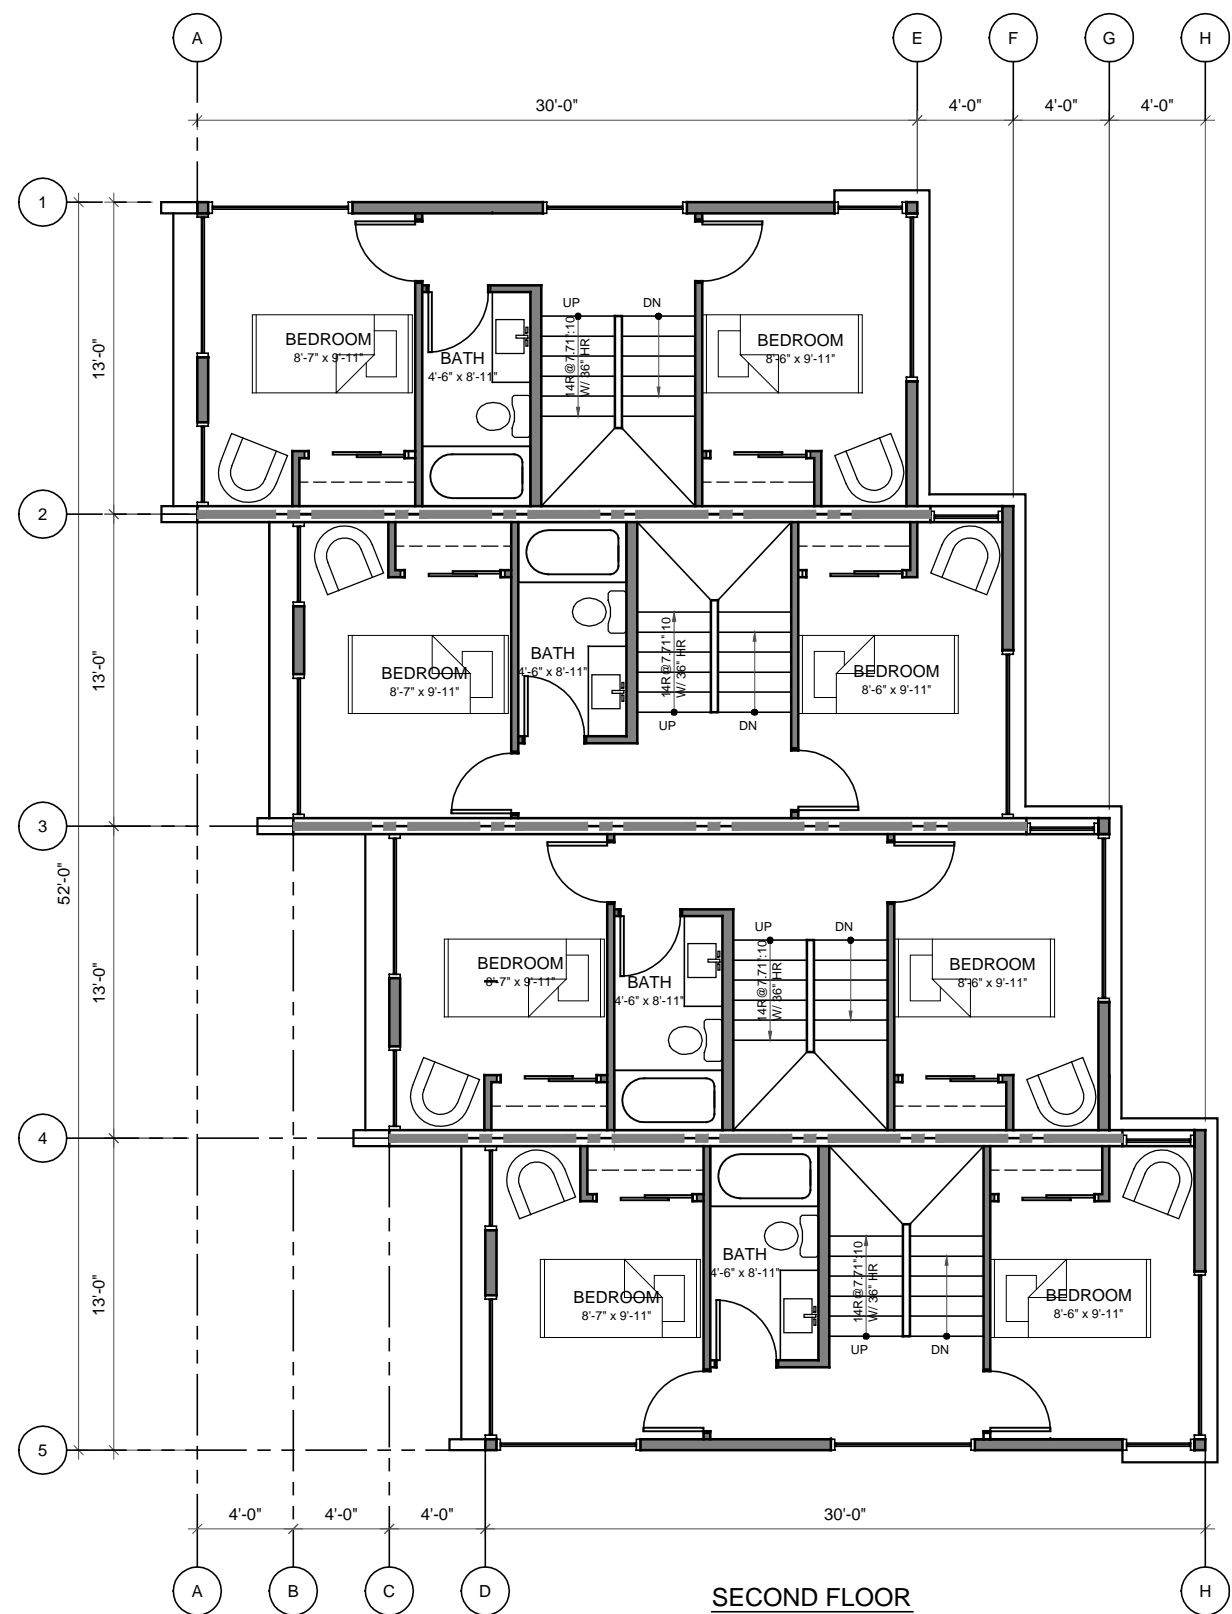 A
E
F
G
H
30'-0"
4'-0"
4'-0"
4'-0"
1
13'-0"
UP
DN
BEDROOM
8'-7" x 9'-11"
BATH
4'-6" x 8'-11"
14R@7.71":10
W/ 36" HR
BEDROOM
8'-6" x 9'-11"
2
13'-0"
BEDROOM
8'-7" x 9'-11"
BATH
4'-6" x 8'-11"
14R@7.71":10
W/ 36" HR
BEDROOM
8'-6" x 9'-11"
UP
DN
3
52'-0"
13'-0"
UP
DN
BEDROOM
8'-7" x 9'-11"
BATH
4'-6" x 8'-11"
14R@7.71":10
W/ 36" HR
BEDROOM
8'-6" x 9'-11"
4
13'-0"
BATH
4'-6" x 8'-11"
14R@7.71":10
W/ 36" HR
BEDROOM
8'-7" x 9'-11"
BEDROOM
8'-6" x 9'-11"
UP
DN
5
4'-0"
4'-0"
4'-0"
30'-0"
A
B
C
D
H
SECOND FLOOR